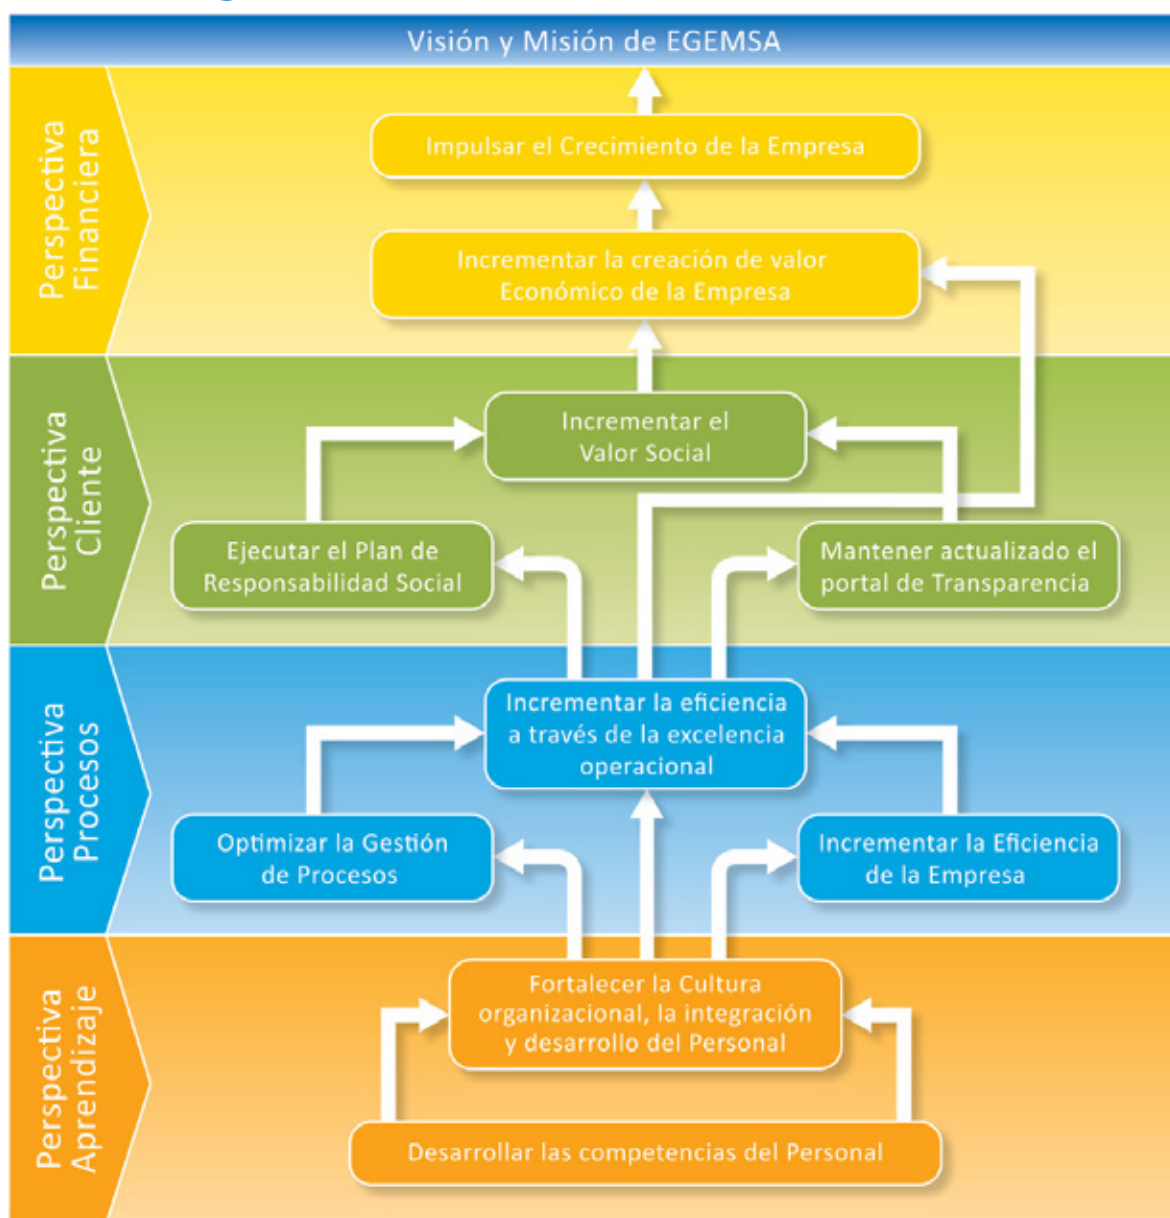 Visión y Misión de EGEMSA
Perspectiva
Financiera
Impulsar el Crecimiento de la Empresa
Incrementar la creación de valor
Económico de la Empresa
Perspectiva
Cliente
Incrementar el
Valor Social
Ejecutar el Plan de
Responsabilidad Social
Mantener actualizado el
portal de Transparencia
Perspectiva
Procesos
Incrementar la eficiencia
a través de la excelencia
operacional
Optimizar la Gestión
de Procesos
Incrementar la Eficiencia
de la Empresa
Perspectiva
Aprendizaje
Fortalecer la Cultura
organizacional, la integración
y desarrollo del Personal
Desarrollar las competencias del Personal